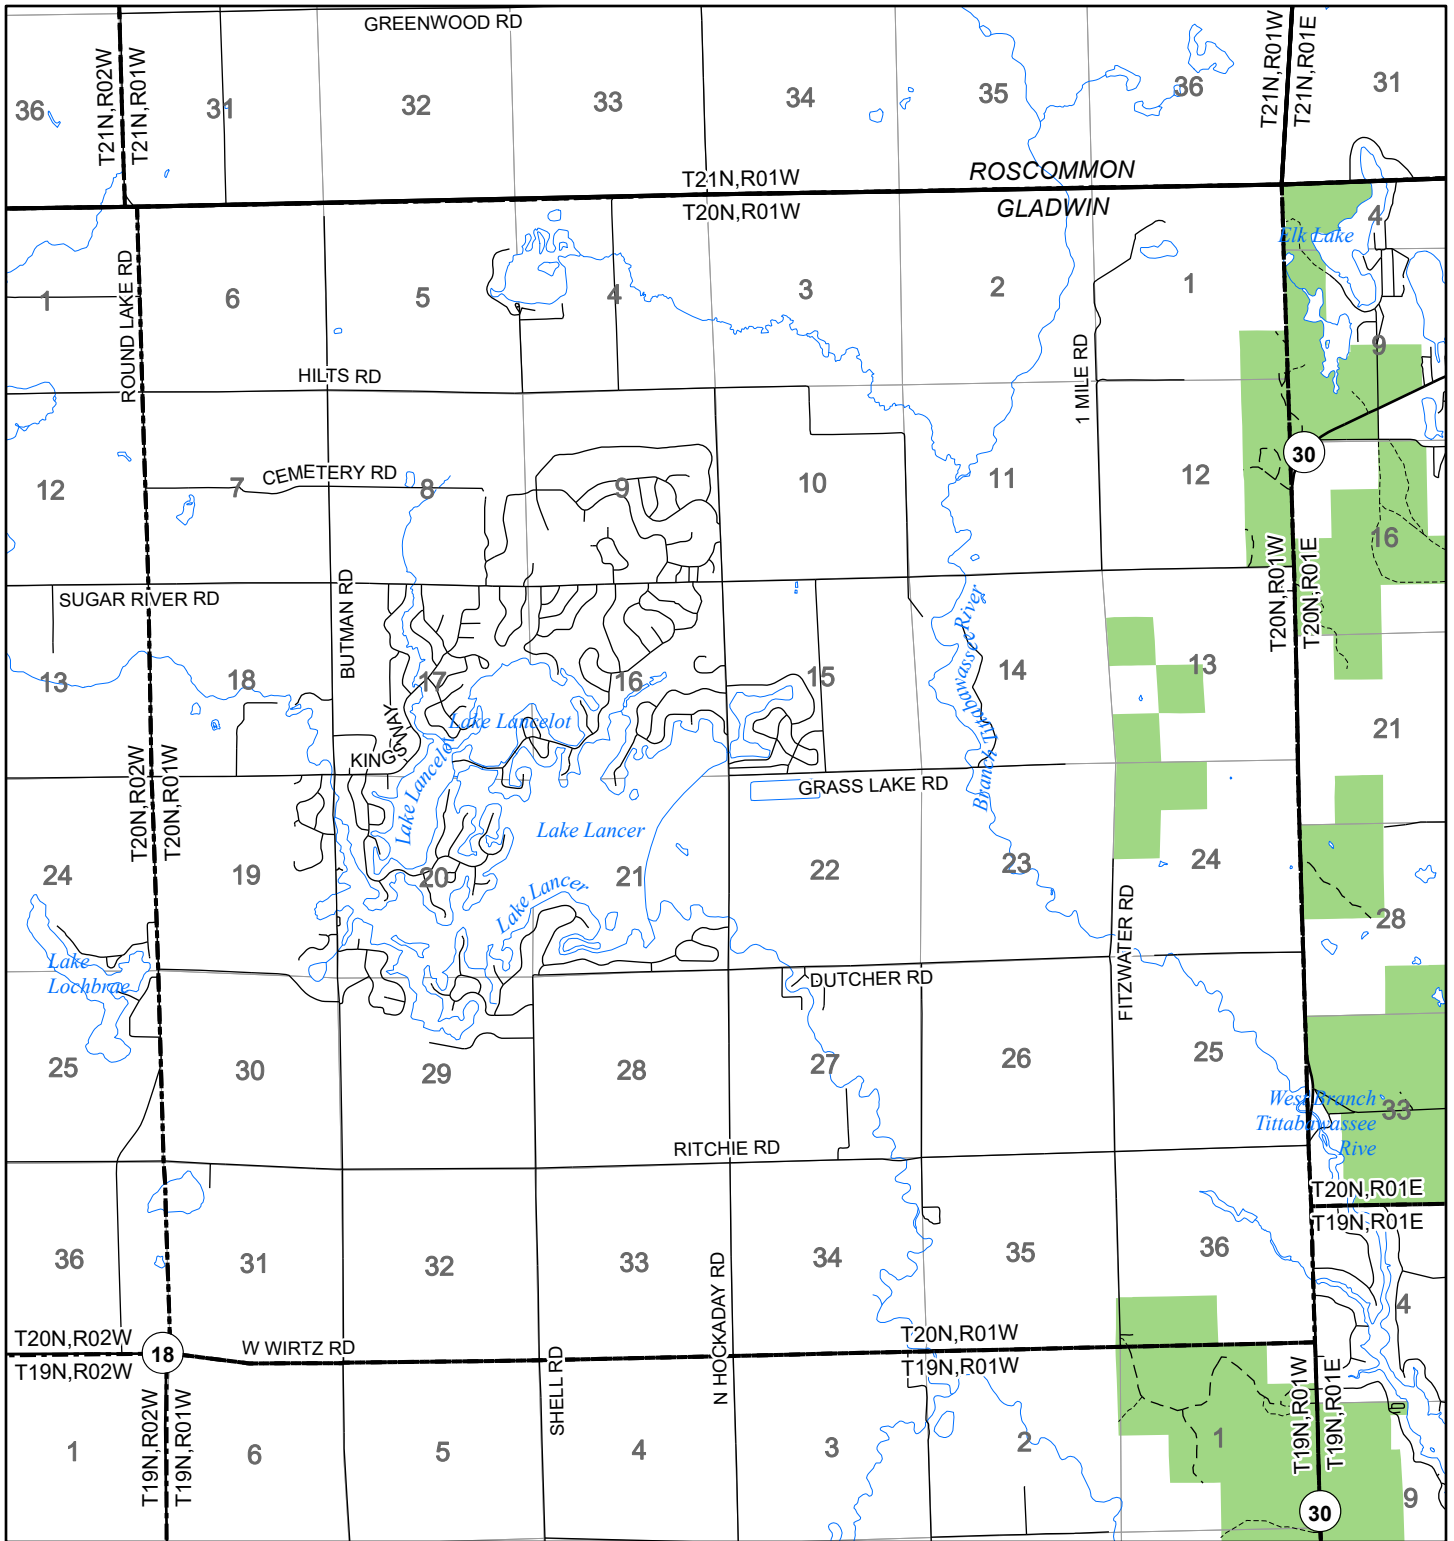 GREENWOOD RD
36
31
32
33
34
35
36
31
T21N,R02W
T21N,R01W
T21N,R01W
T21N,R01E
T21N,R01W
T20N,R01W
ROSCOMMON
GLADWIN
4
Elk Lake
ROUND LAKE RD
1
6
5
4
3
2
1
9
HILTS RD
1 MILE RD
30
CEMETERY RD
12
7
8
9
10
11
12
16
T20N,R01W
T20N,R01E
SUGAR RIVER RD
BUTMAN RD
Branch Tittabawassee River
13
18
17
16
15
14
13
21
KINGS WAY
Lake Lancelot
Lake Lancelot
T20N,R02W
T20N,R01W
GRASS LAKE RD
Lake Lancer
Lake Lancer
24
19
20
21
22
23
24
28
FITZWATER RD
Lake
Lochbrae
DUTCHER RD
25
30
29
28
27
26
25
33
West Branch
Tittabawassee
Rive
RITCHIE RD
T20N,R01E
T19N,R01E
36
31
32
33
34
35
36
4
N HOCKADAY RD
T20N,R02W
T19N,R02W
18
W WIRTZ RD
T20N,R01W
T19N,R01W
SHELL RD
T19N,R02W
T19N,R01W
T19N,R01W
T19N,R01E
1
6
5
4
3
2
1
9
30